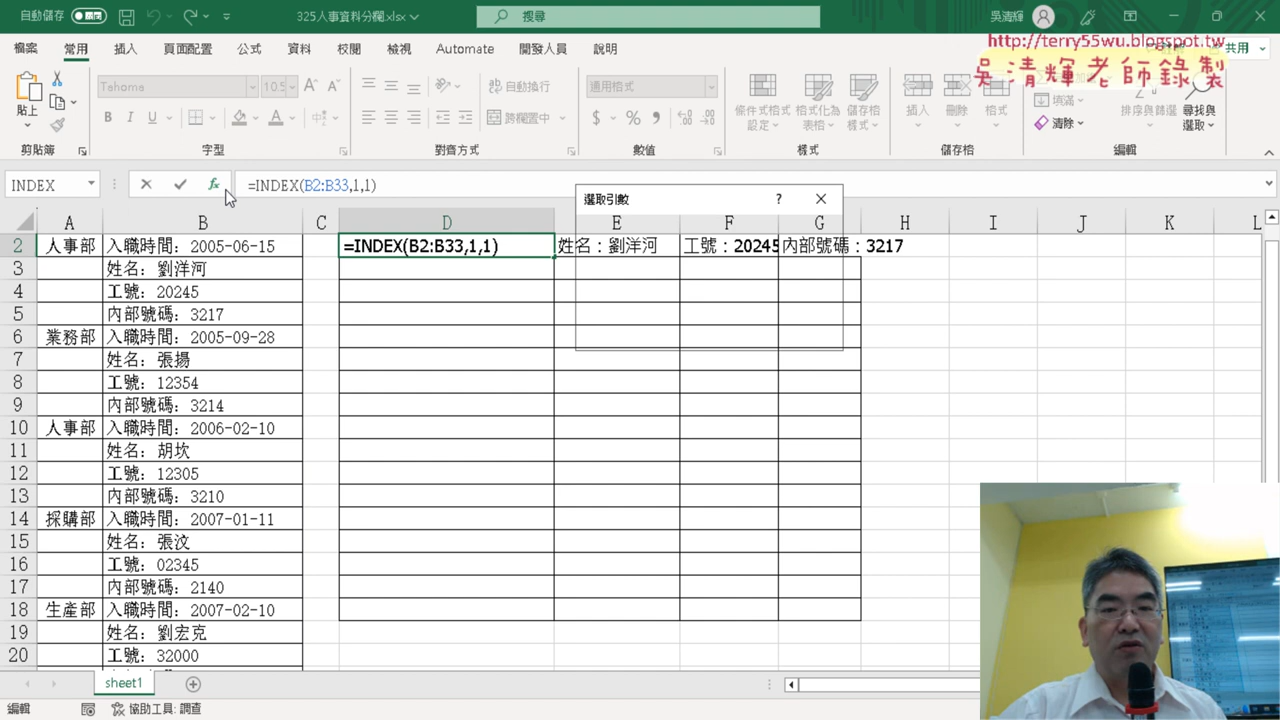 自動儲存 關閉 325人事資料分欄.xlsx 搜尋 吳清輝
檔案 常用 插入 頁面配置 公式 資料 校閱 檢視 Automate 開發人員 說明 共用
http://terry55wu.blogspot.tw
吳清輝老師錄製
貼上 Tahoma 10.5 自動換行 跨欄置中 通用格式 條件式格式設定 格式化為表格 儲存格樣式 插入 刪除 格式 填滿 清除 排序與篩選 尋找與選取
剪貼簿 字型 對齊方式 數值 樣式 儲存格 編輯
INDEX fx =INDEX(B2:B33,1,1)
選取引數 ?
A B C D E F G H I J K L
2 人事部 入職時間：2005-06-15 =INDEX(B2:B33,1,1) 姓名：劉洋河 工號：20245 內部號碼：3217
3 姓名：劉洋河
4 工號：20245
5 內部號碼：3217
6 業務部 入職時間：2005-09-28
7 姓名：張揚
8 工號：12354
9 內部號碼：3214
10 人事部 入職時間：2006-02-10
11 姓名：胡坎
12 工號：12305
13 內部號碼：3210
14 採購部 入職時間：2007-01-11
15 姓名：張汶
16 工號：02345
17 內部號碼：2140
18 生產部 入職時間：2007-02-10
19 姓名：劉宏克
20 工號：32000
sheet1
編輯 協助工具：調查